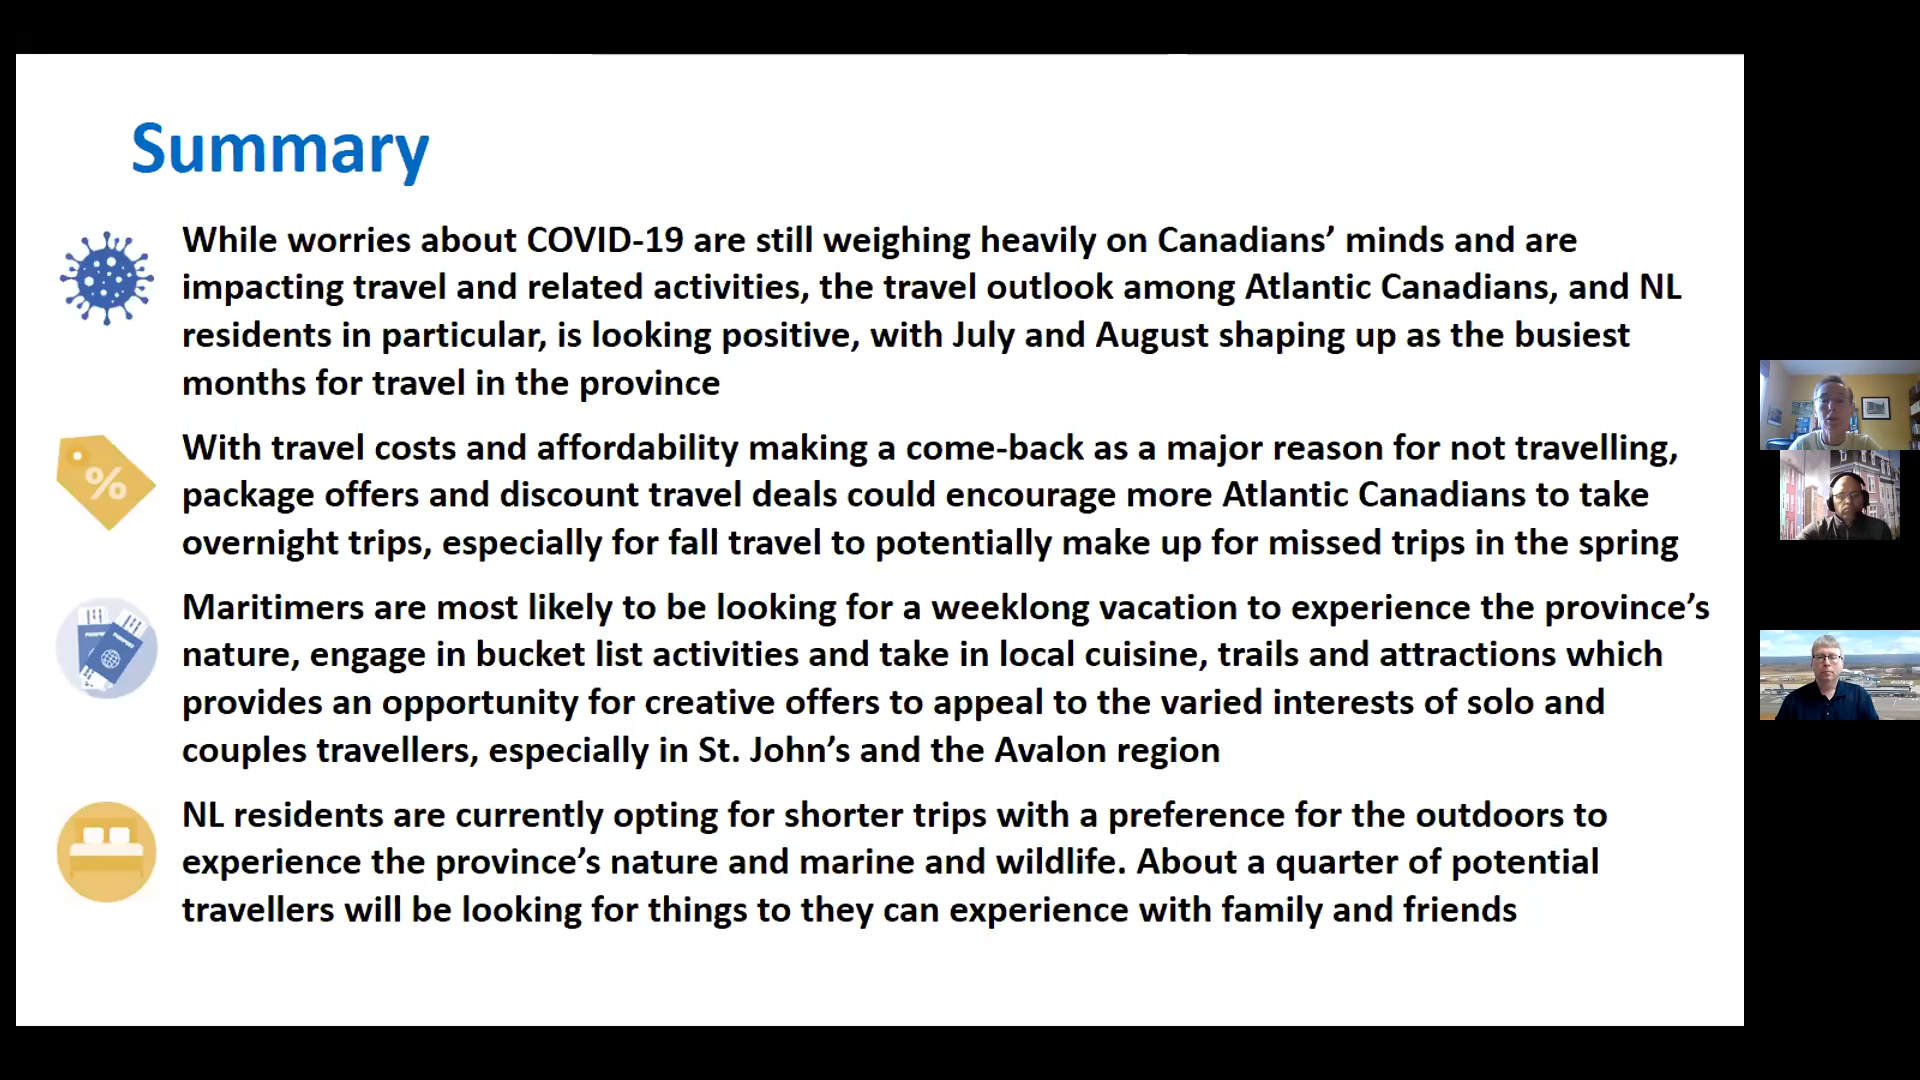 Summary
While worries about COVID-19 are still weighing heavily on Canadians’ minds and are
impacting travel and related activities, the travel outlook among Atlantic Canadians, and NL
residents in particular, is looking positive, with July and August shaping up as the busiest
months for travel in the province
%
With travel costs and affordability making a come-back as a major reason for not travelling,
package offers and discount travel deals could encourage more Atlantic Canadians to take
overnight trips, especially for fall travel to potentially make up for missed trips in the spring
Maritimers are most likely to be looking for a weeklong vacation to experience the province’s
nature, engage in bucket list activities and take in local cuisine, trails and attractions which
provides an opportunity for creative offers to appeal to the varied interests of solo and
couples travellers, especially in St. John’s and the Avalon region
NL residents are currently opting for shorter trips with a preference for the outdoors to
experience the province’s nature and marine and wildlife. About a quarter of potential
travellers will be looking for things to they can experience with family and friends